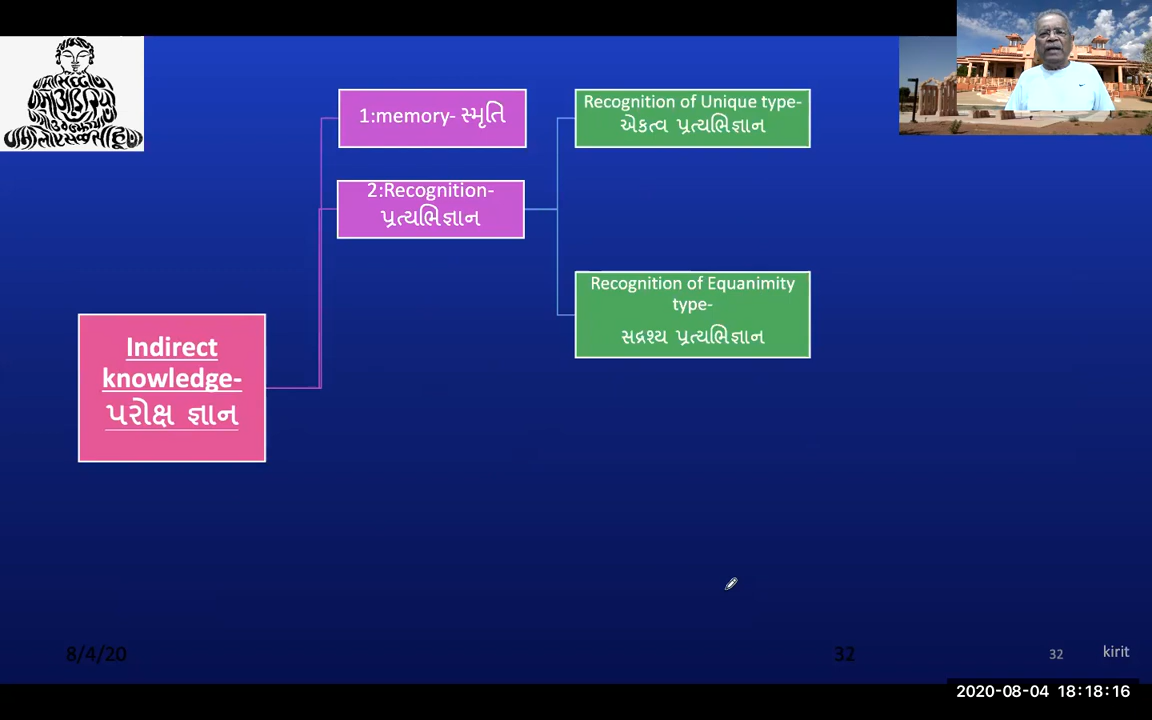 1:memory- સ્મૃતિ
Recognition of Unique type-
એકત્વ પ્રત્યભિજ્ઞાન
2:Recognition-
પ્રત્યભિજ્ઞાન
Recognition of Equanimity
type-
સદ્રશ્ય પ્રત્યભિજ્ઞાન
Indirect
knowledge-
પરોક્ષ જ્ઞાન
8/4/20
32
32
kirit
2020-08-04 18:18:16